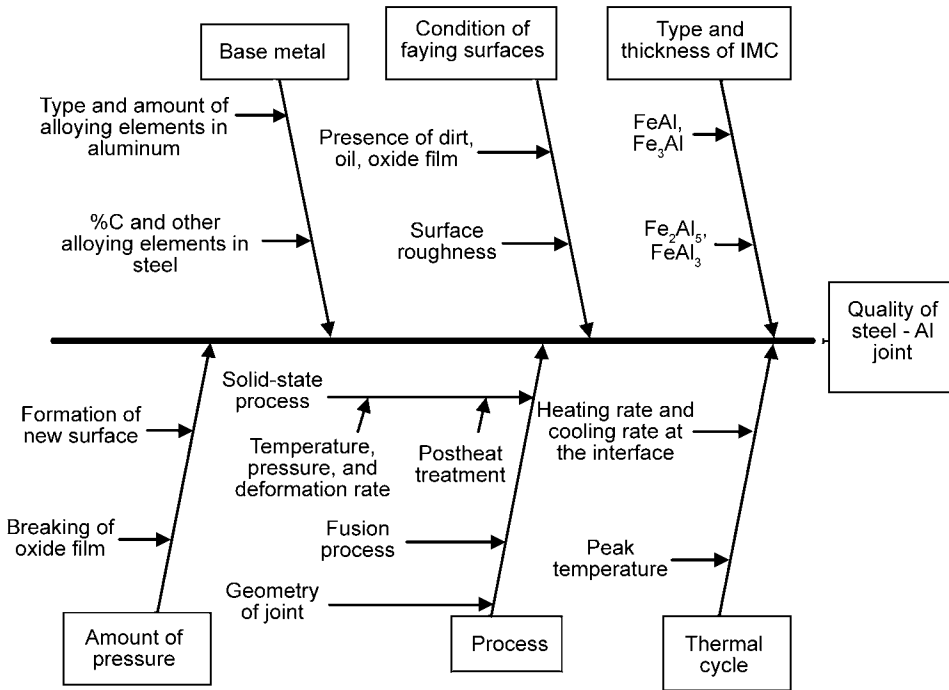 Base metal
Condition of
faying surfaces
Type and
thickness of IMC
Type and amount of
alloying elements in
aluminum
Presence of dirt,
oil, oxide film
FeAl,
Fe₃Al
%C and other
alloying elements in
steel
Surface
roughness
Fe₂Al₅,
FeAl₃
Quality of
steel - Al
joint
Solid-state
process
Formation of
new surface
Temperature,
pressure, and
deformation rate
Postheat
treatment
Heating rate and
cooling rate at
the interface
Breaking of
oxide film
Fusion
process
Peak
temperature
Geometry
of joint
Amount of
pressure
Process
Thermal
cycle